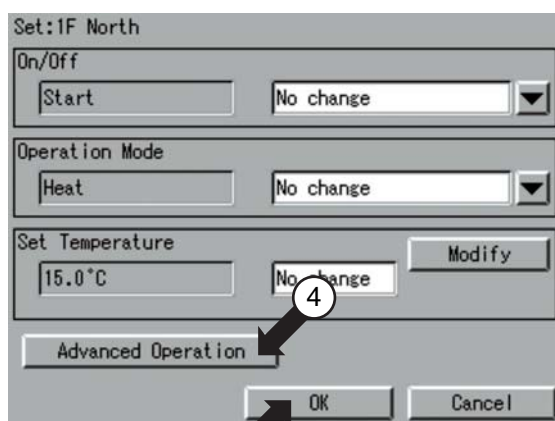 Set:1F North
On/Off
Start No change
Operation Mode
Heat No change
Set Temperature
Modify
15.0°C No change
4
Advanced Operation
OK Cancel